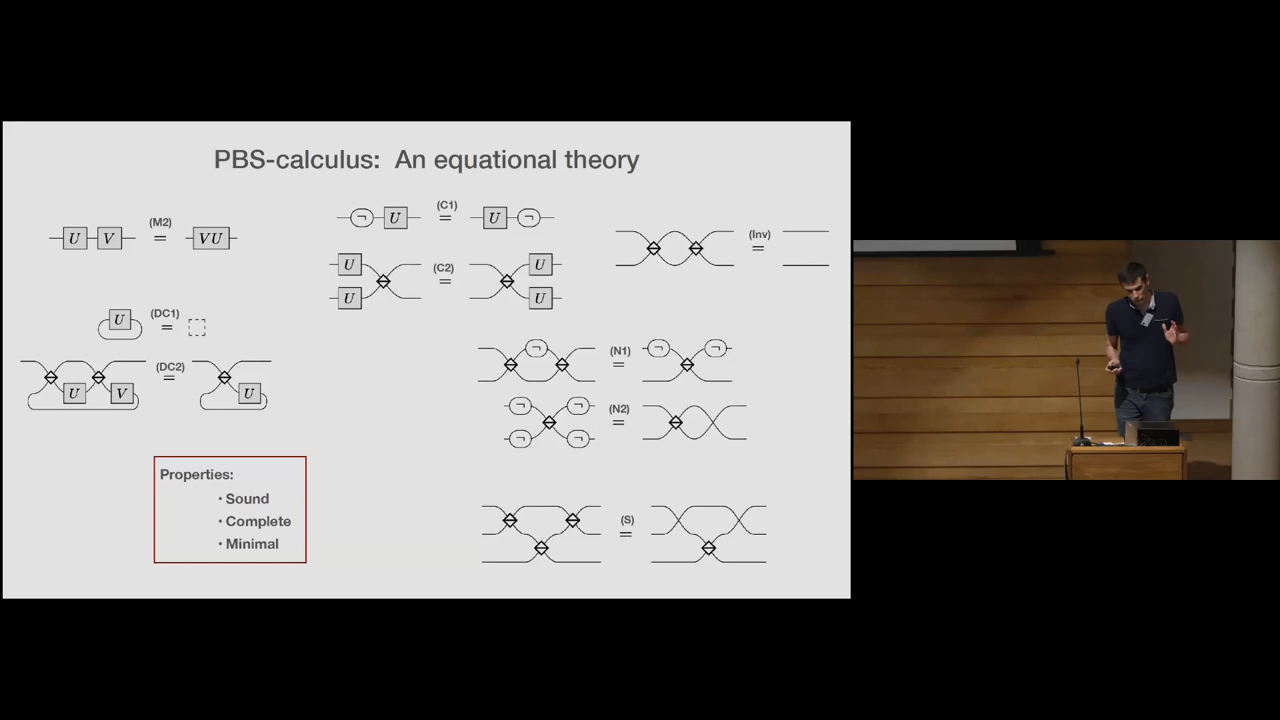 PBS-calculus: An equational theory
U V (M2) = VU
¬ U (C1) = U ¬
U U (C2) = U U
(Inv) =
U (DC1) =
U V (DC2) = U
¬ (N1) = ¬ ¬
¬ ¬ ¬ ¬ (N2) =
(S) =
Properties:
• Sound
• Complete
• Minimal